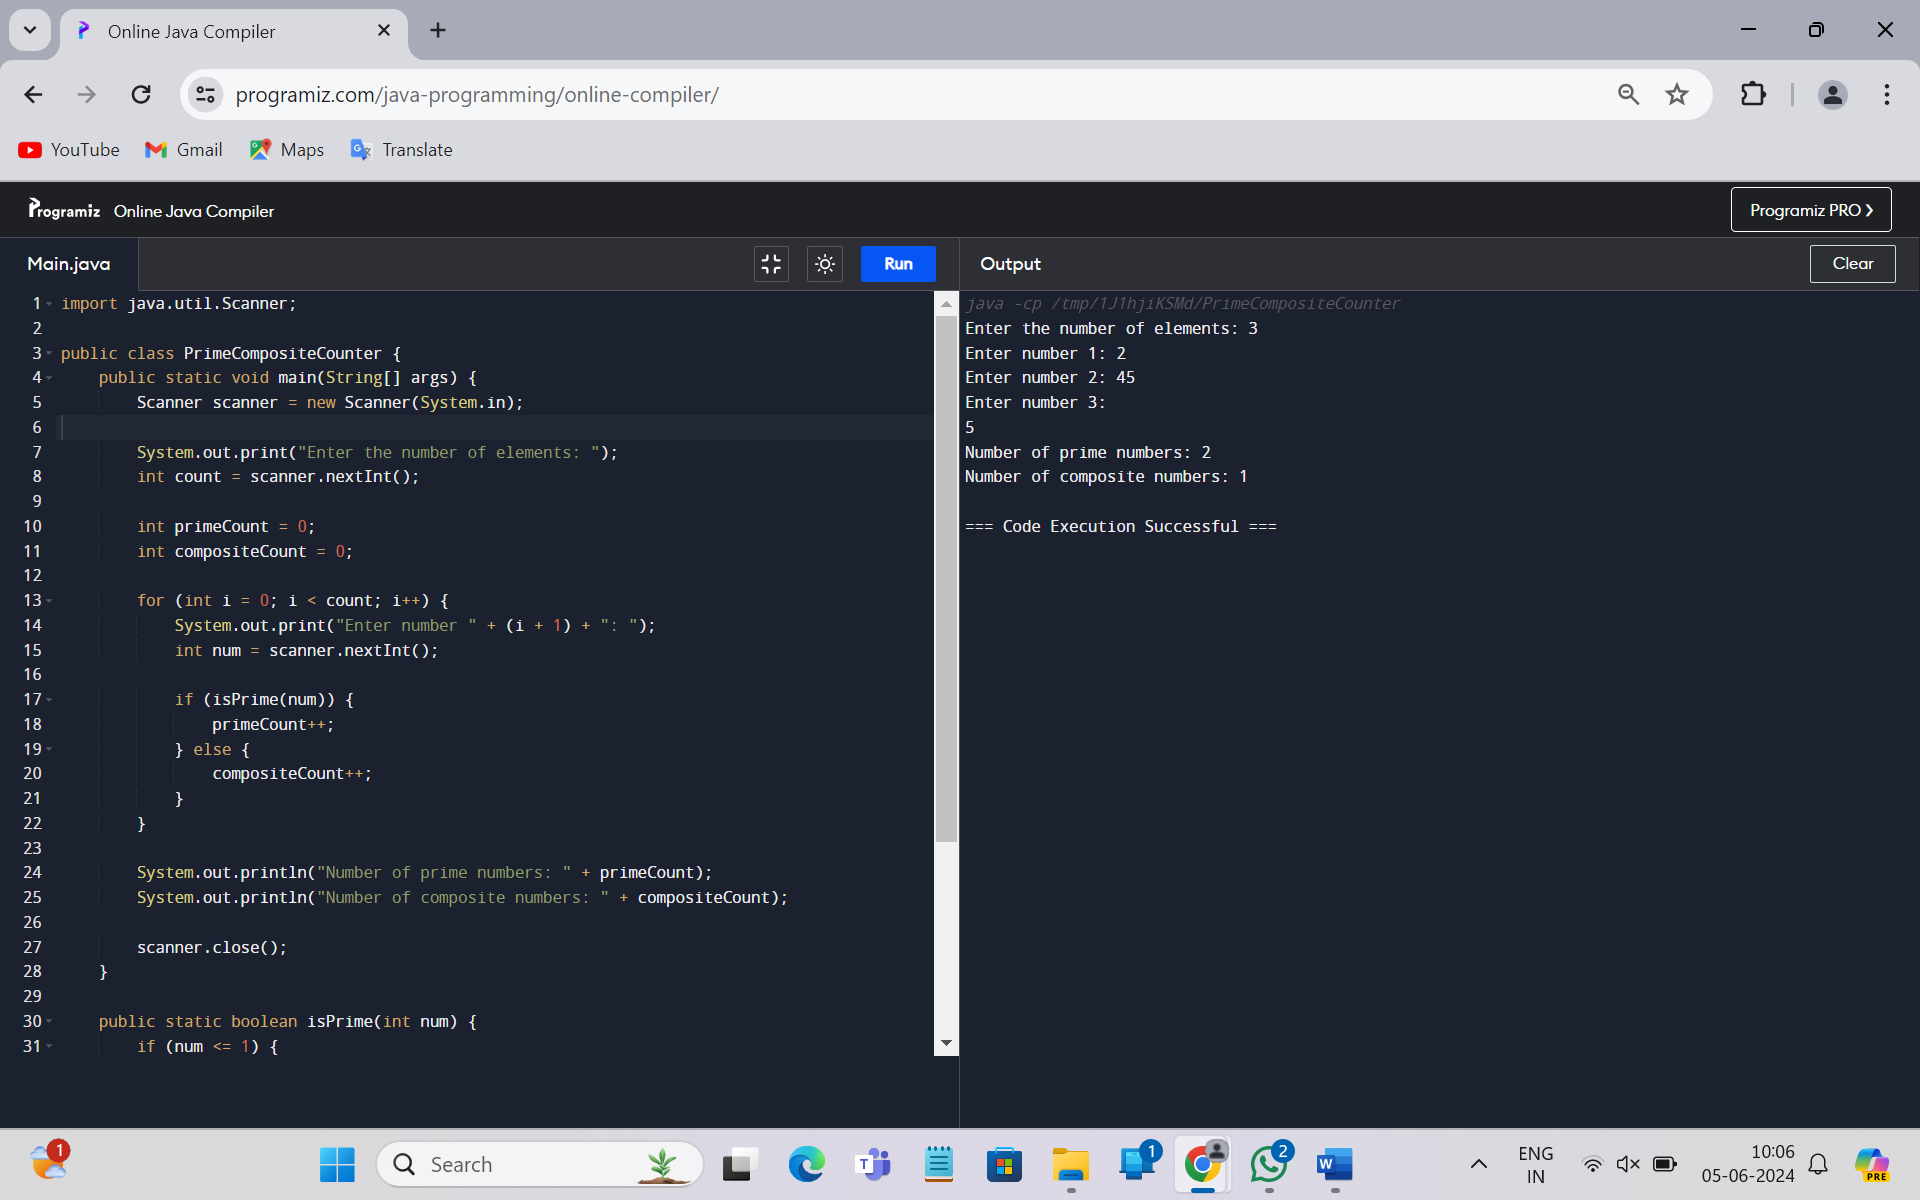 Online Java Compiler
programiz.com/java-programming/online-compiler/
YouTube Gmail Maps Translate
Programiz Online Java Compiler
Programiz PRO ❯
Main.java
Run
Output
Clear
1 import java.util.Scanner;
2
3 public class PrimeCompositeCounter {
4     public static void main(String[] args) {
5         Scanner scanner = new Scanner(System.in);
6
7         System.out.print("Enter the number of elements: ");
8         int count = scanner.nextInt();
9
10         int primeCount = 0;
11         int compositeCount = 0;
12
13         for (int i = 0; i < count; i++) {
14             System.out.print("Enter number " + (i + 1) + ": ");
15             int num = scanner.nextInt();
16
17             if (isPrime(num)) {
18                 primeCount++;
19             } else {
20                 compositeCount++;
21             }
22         }
23
24         System.out.println("Number of prime numbers: " + primeCount);
25         System.out.println("Number of composite numbers: " + compositeCount);
26
27         scanner.close();
28     }
29
30     public static boolean isPrime(int num) {
31         if (num <= 1) {
java -cp /tmp/1J1hjiKSMd/PrimeCompositeCounter
Enter the number of elements: 3
Enter number 1: 2
Enter number 2: 45
Enter number 3:
5
Number of prime numbers: 2
Number of composite numbers: 1
=== Code Execution Successful ===
1
Search
T
1
2
W
ENG
IN
10:06
05-06-2024
PRE